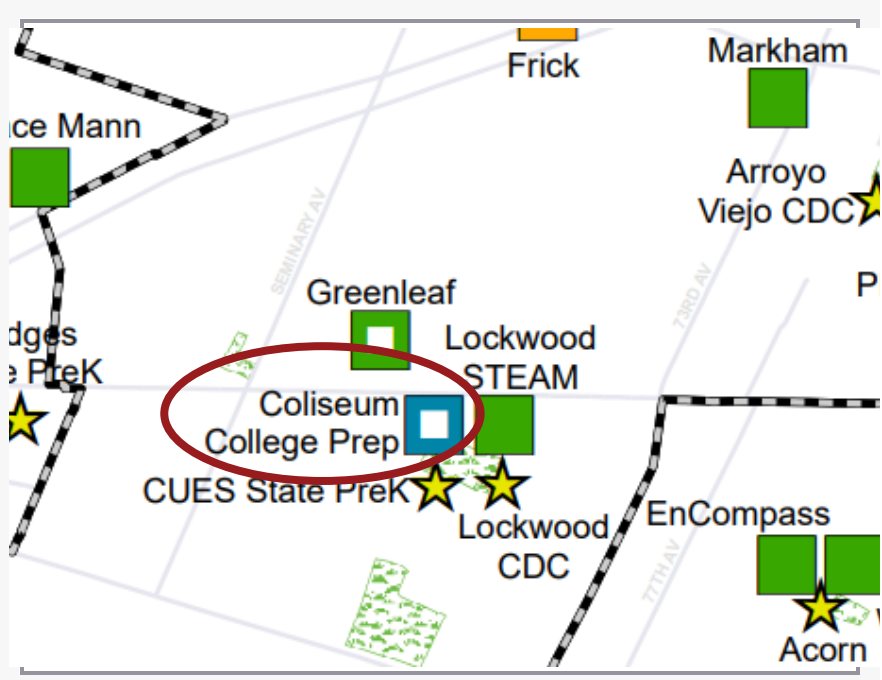 Frick
Markham
ce Mann
Arroyo
Viejo CDC
SEMINARY AV
73RD AV
P
Greenleaf
dges
Lockwood
STEAM
e PreK
Coliseum
College Prep
CUES State PreK
EnCompass
Lockwood
CDC
77TH AV
Acorn